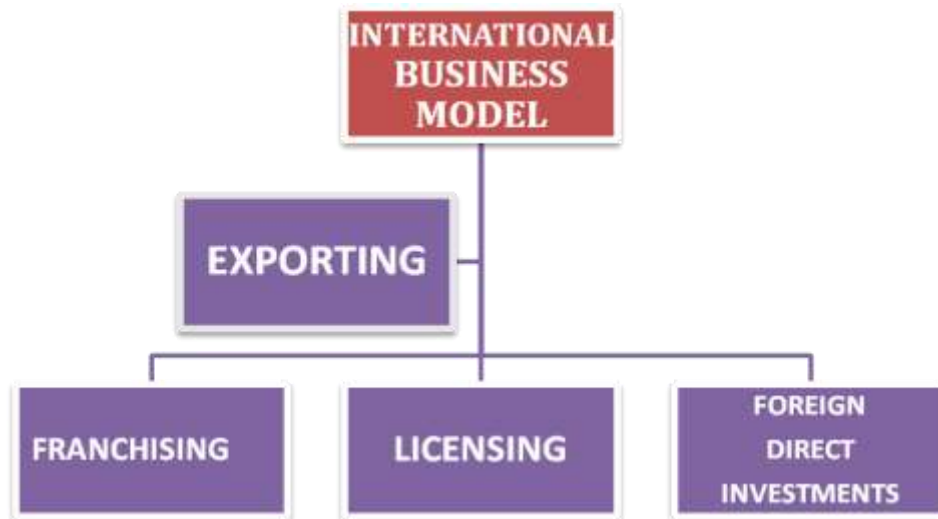 INTERNATIONAL
BUSINESS
MODEL
EXPORTING
FRANCHISING
LICENSING
FOREIGN
DIRECT
INVESTMENTS